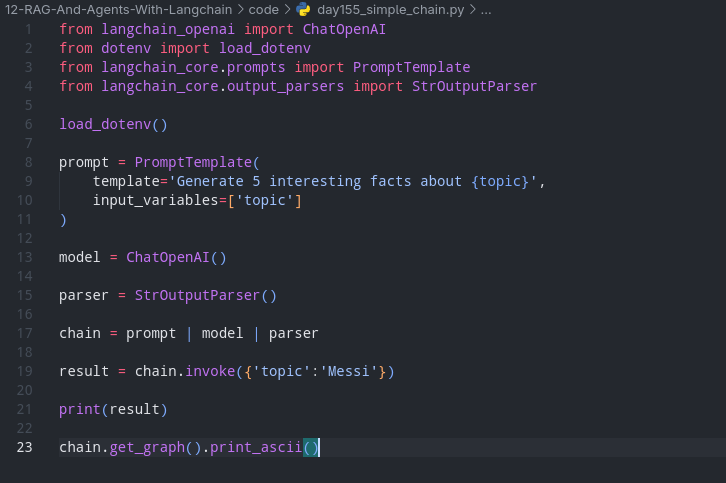 12-RAG-And-Agents-With-Langchain > code > day155_simple_chain.py > ...
1 from langchain_openai import ChatOpenAI
2 from dotenv import load_dotenv
3 from langchain_core.prompts import PromptTemplate
4 from langchain_core.output_parsers import StrOutputParser
5
6 load_dotenv()
7
8 prompt = PromptTemplate(
9     template='Generate 5 interesting facts about {topic}',
10     input_variables=['topic']
11 )
12
13 model = ChatOpenAI()
14
15 parser = StrOutputParser()
16
17 chain = prompt | model | parser
18
19 result = chain.invoke({'topic':'Messi'})
20
21 print(result)
22
23 chain.get_graph().print_ascii()